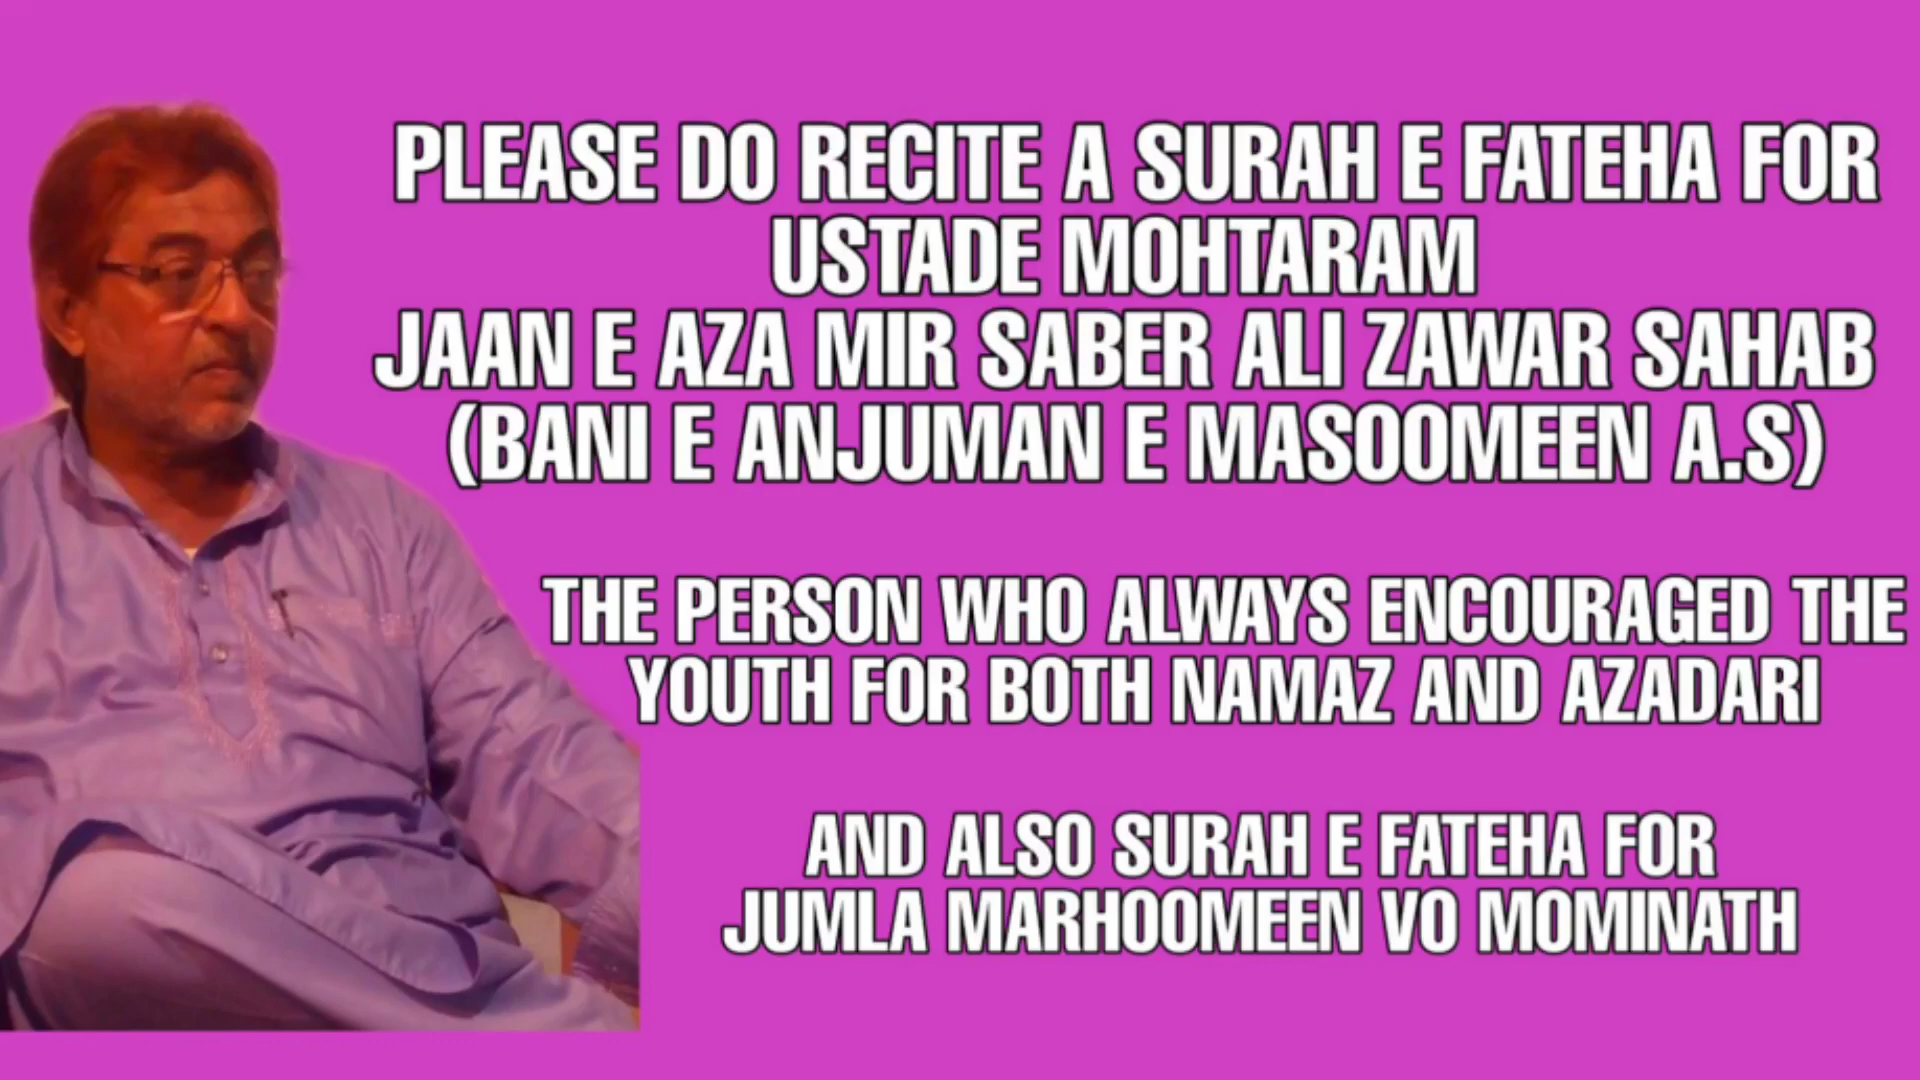 PLEASE DO RECITE A SURAH E FATEHA FOR
USTADE MOHTARAM
JAAN E AZA MIR SABER ALI ZAWAR SAHAB
(BANI E ANJUMAN E MASOOMEEN A.S)
THE PERSON WHO ALWAYS ENCOURAGED THE
YOUTH FOR BOTH NAMAZ AND AZADARI
AND ALSO SURAH E FATEHA FOR
JUMLA MARHOOMEEN VO MOMINATH